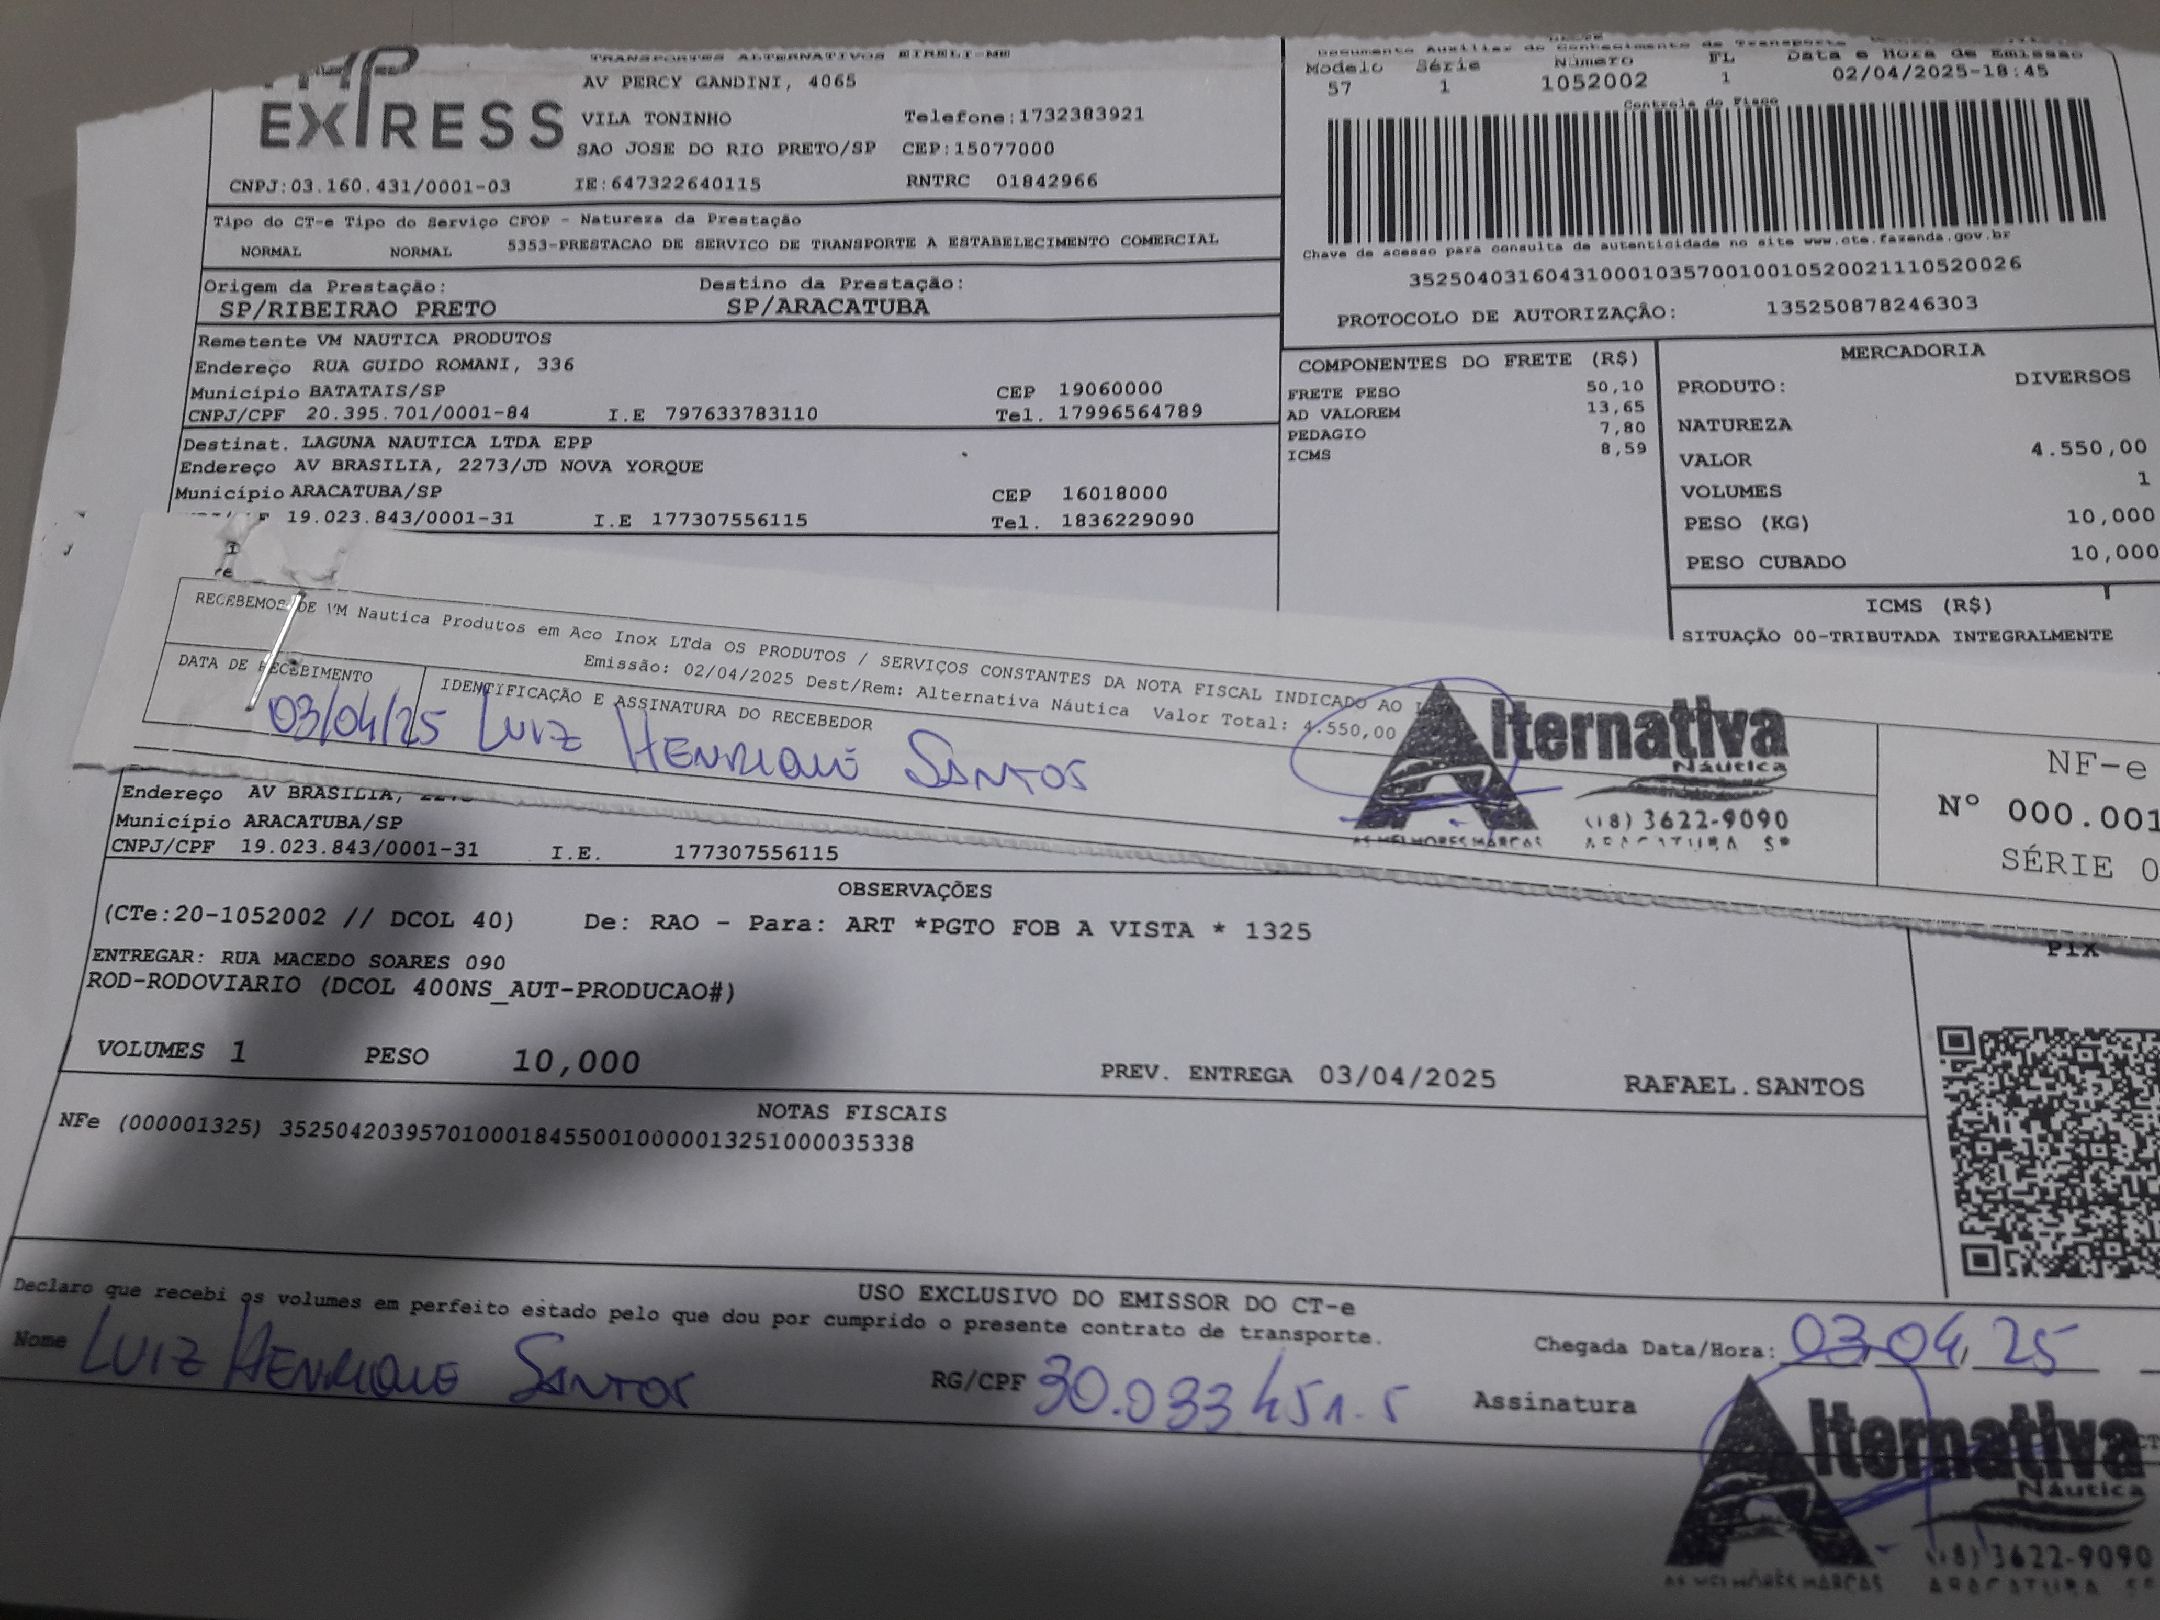 EXPRESS
TRANSPORTES ALTERNATIVOS EIRELI-ME
AV PERCY GANDINI, 4065
VILA TONINHO Telefone:1732383921
SAO JOSE DO RIO PRETO/SP CEP:15077000
CNPJ:03.160.431/0001-03 IE:647322640115 RNTRC 01842966
Documento Auxiliar do Conhecimento de Transporte
Modelo Série Número FL Data e Hora de Emissão
57 1 1052002 1 02/04/2025-18:45
Controle do Fisco
Chave de acesso para consulta de autenticidade no site www.cte.fazenda.gov.br
35250403160431000103570010010520021110520026
PROTOCOLO DE AUTORIZAÇÃO: 135250878246303
Tipo do CT-e Tipo do Serviço CFOP - Natureza da Prestação
NORMAL NORMAL 5353-PRESTACAO DE SERVICO DE TRANSPORTE A ESTABELECIMENTO COMERCIAL
Origem da Prestação: Destino da Prestação:
SP/RIBEIRAO PRETO SP/ARACATUBA
Remetente VM NAUTICA PRODUTOS
Endereço RUA GUIDO ROMANI, 336
Município BATATAIS/SP CEP 19060000
CNPJ/CPF 20.395.701/0001-84 I.E 797633783110 Tel. 17996564789
Destinat. LAGUNA NAUTICA LTDA EPP
Endereço AV BRASILIA, 2273/JD NOVA YORQUE
Município ARACATUBA/SP CEP 16018000
19.023.843/0001-31 I.E 177307556115 Tel. 1836229090
COMPONENTES DO FRETE (R$)
FRETE PESO 50,10
AD VALOREM 13,65
PEDAGIO 7,80
ICMS 8,59
MERCADORIA
PRODUTO: DIVERSOS
NATUREZA
VALOR 4.550,00
VOLUMES 1
PESO (KG) 10,000
PESO CUBADO 10,000
ICMS (R$)
SITUAÇÃO 00-TRIBUTADA INTEGRALMENTE
RECEBEMOS DE VM Nautica Produtos em Aco Inox LTda OS PRODUTOS / SERVIÇOS CONSTANTES DA NOTA FISCAL INDICADO AO
Emissão: 02/04/2025 Dest/Rem: Alternativa Náutica Valor Total: 4.550,00
DATA DE RECEBIMENTO IDENTIFICAÇÃO E ASSINATURA DO RECEBEDOR
03/04/25 LUIZ HENRIQUE SANTOS
Alternativa
Náutica
(18) 3622-9090
AS MELHORES MARCAS ARACATUBA SP
NF-e
Nº 000.001
SÉRIE 0
Endereço AV BRASILIA,
Município ARACATUBA/SP
CNPJ/CPF 19.023.843/0001-31 I.E. 177307556115
OBSERVAÇÕES
(CTe:20-1052002 // DCOL 40) De: RAO - Para: ART *PGTO FOB A VISTA * 1325
ENTREGAR: RUA MACEDO SOARES 090
ROD-RODOVIARIO (DCOL 400NS_AUT-PRODUCAO#)
PIX
VOLUMES 1 PESO 10,000 PREV. ENTREGA 03/04/2025 RAFAEL.SANTOS
NOTAS FISCAIS
NFe (000001325) 35250420395701000184550010000013251000035338
USO EXCLUSIVO DO EMISSOR DO CT-e
Declaro que recebi os volumes em perfeito estado pelo que dou por cumprido o presente contrato de transporte.
Nome LUIZ HENRIQUE SANTOS RG/CPF 30.033 451-5 Chegada Data/Hora: 03 04 25
Assinatura
Alternativa
Náutica
(18) 3622-9090
AS MELHORES MARCAS ARACATUBA SP